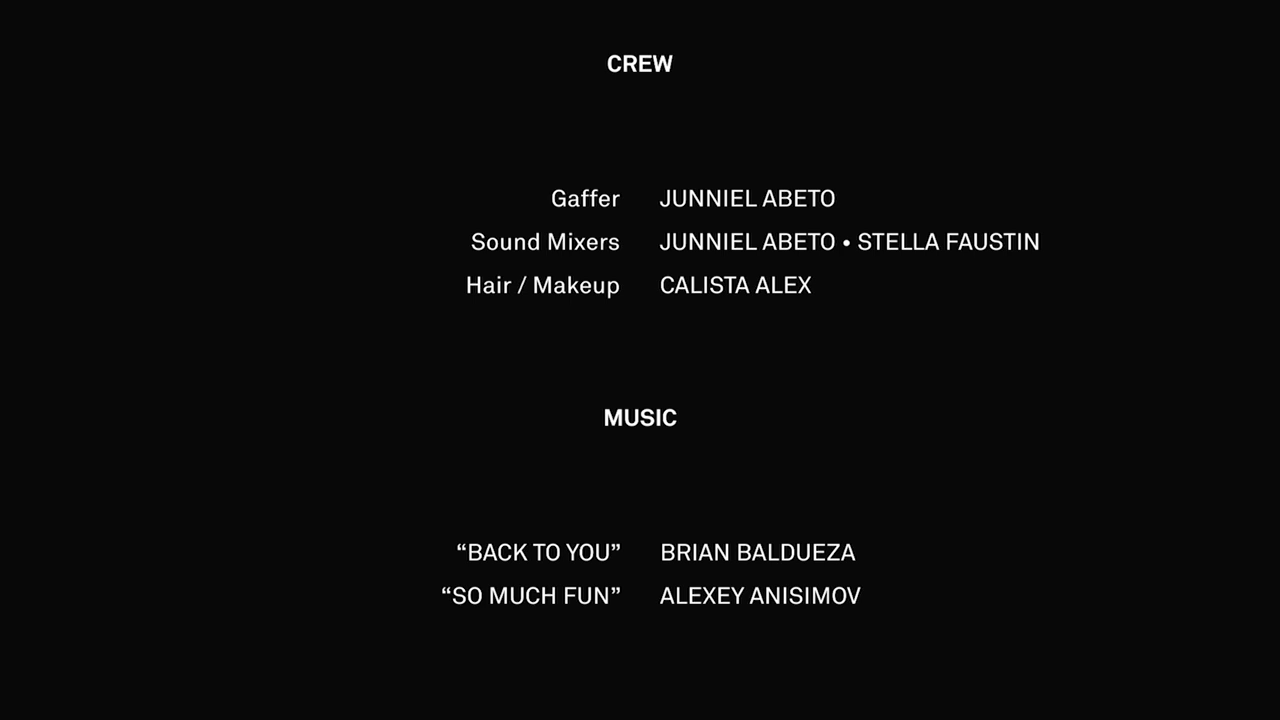 CREW
Gaffer JUNNIEL ABETO
Sound Mixers JUNNIEL ABETO • STELLA FAUSTIN
Hair / Makeup CALISTA ALEX
MUSIC
“BACK TO YOU” BRIAN BALDUEZA
“SO MUCH FUN” ALEXEY ANISIMOV